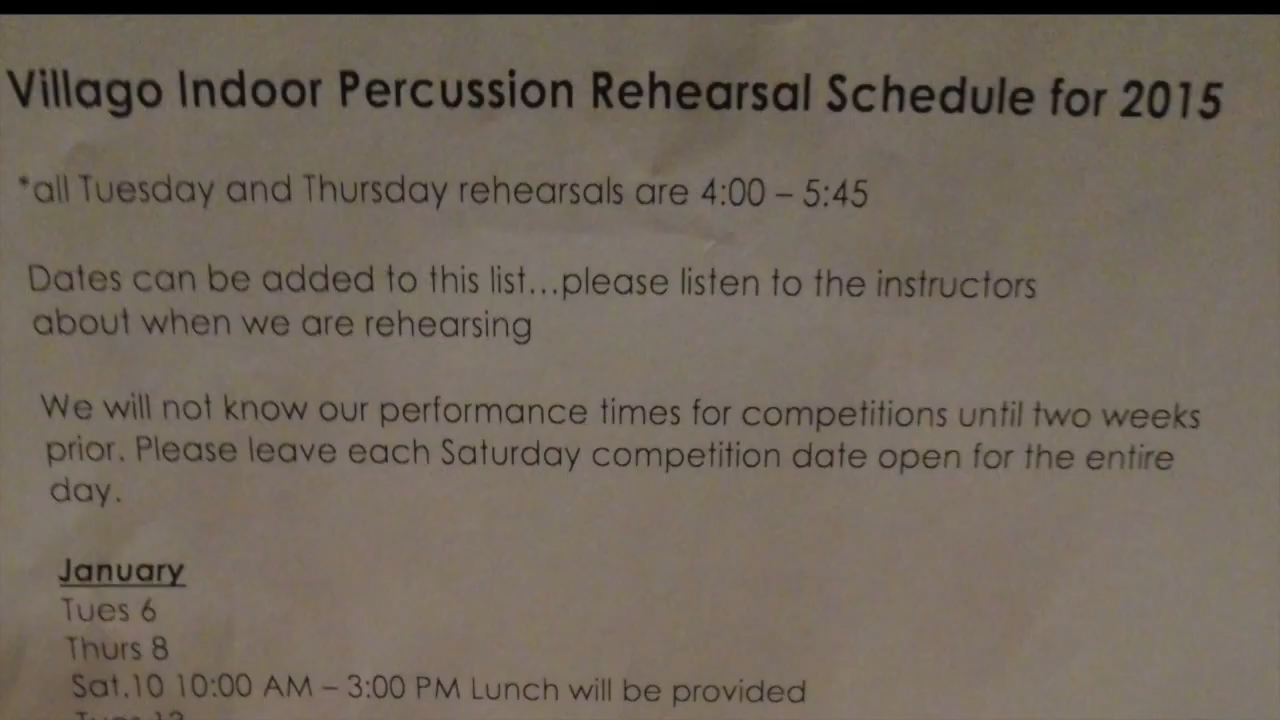 Villago Indoor Percussion Rehearsal Schedule for 2015
*all Tuesday and Thursday rehearsals are 4:00 – 5:45
Dates can be added to this list...please listen to the instructors
about when we are rehearsing
We will not know our performance times for competitions until two weeks
prior. Please leave each Saturday competition date open for the entire
day.
January
Tues 6
Thurs 8
Sat.10 10:00 AM – 3:00 PM Lunch will be provided